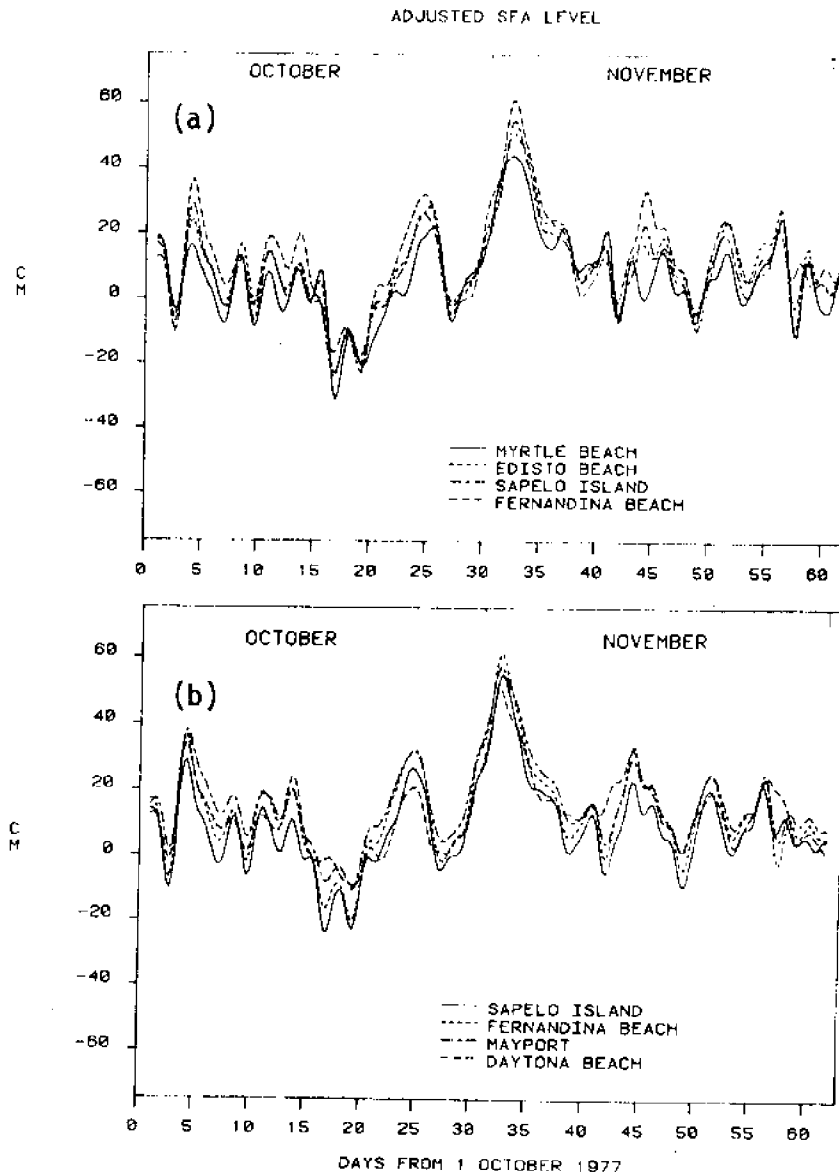 ADJUSTED SEA LEVEL
OCTOBER NOVEMBER
(a)
60
40
20
0
-20
-40
-60
C
M
MYRTLE BEACH
EDISTO BEACH
SAPELO ISLAND
FERNANDINA BEACH
0 5 10 15 20 25 30 35 40 45 50 55 60
OCTOBER NOVEMBER
(b)
60
40
20
0
-20
-40
-60
C
M
SAPELO ISLAND
FERNANDINA BEACH
MAYPORT
DAYTONA BEACH
0 5 10 15 20 25 30 35 40 45 50 55 60
DAYS FROM 1 OCTOBER 1977